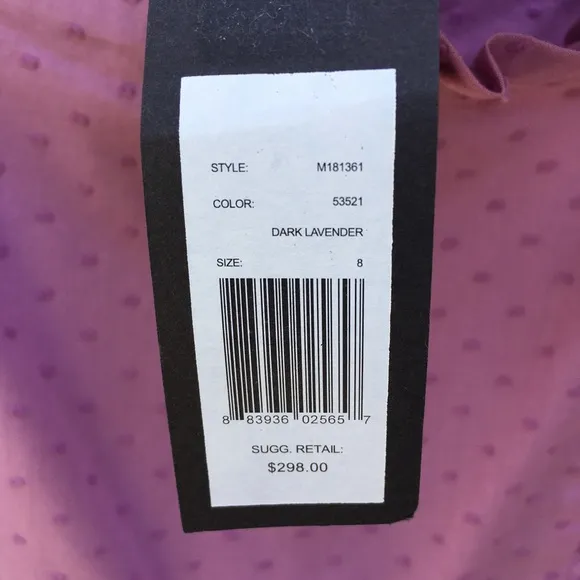 STYLE: M181361
COLOR: 53521
DARK LAVENDER
SIZE: 8
8 83936 02565 7
SUGG. RETAIL:
$298.00